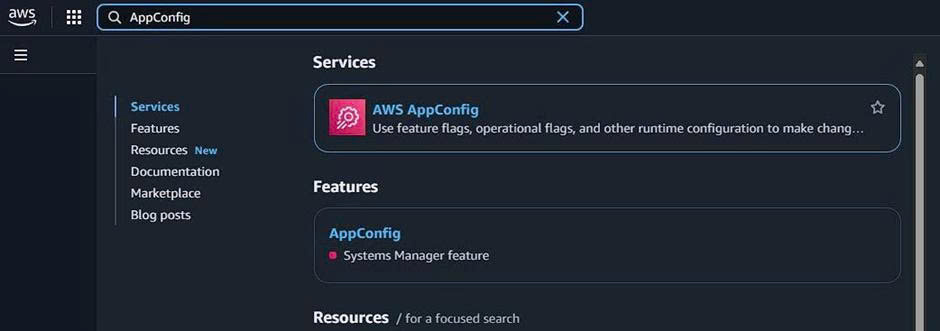 aws
AppConfig
Services
Features
Resources New
Documentation
Marketplace
Blog posts
Services
AWS AppConfig
Use feature flags, operational flags, and other runtime configuration to make chang...
Features
AppConfig
Systems Manager feature
Resources / for a focused search